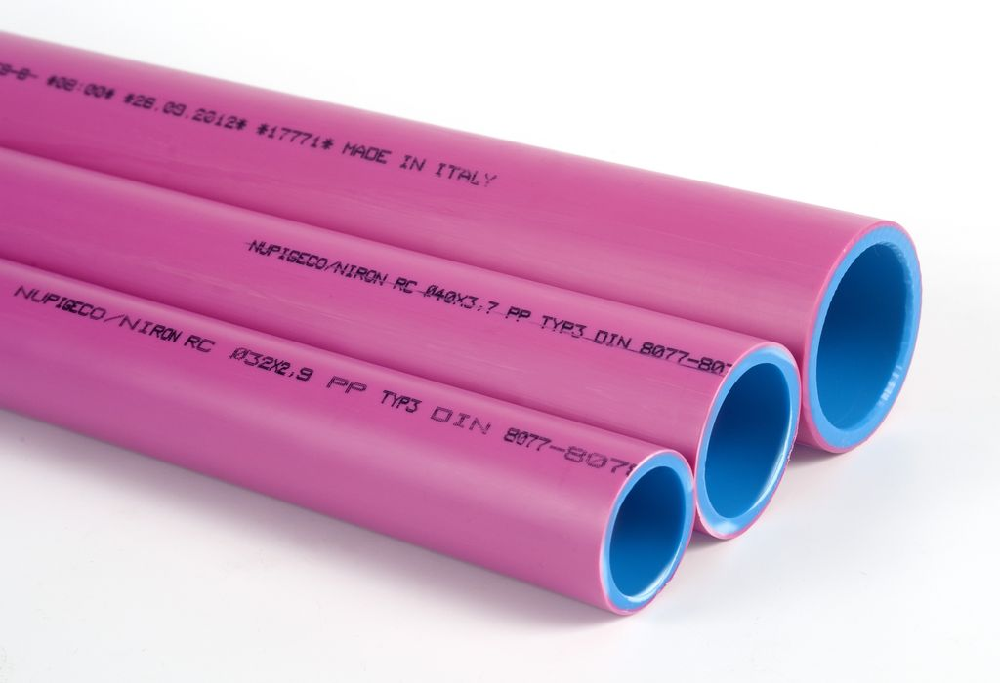 *08:00* *28.09.2012* *17771* MADE IN ITALY
NUPIGECO/NIRON RC Ø40X3,7 PP TYP3 DIN 8077-807
NUPIGECO/NIRON RC Ø32X2,9 PP TYP3 DIN 8077-8078